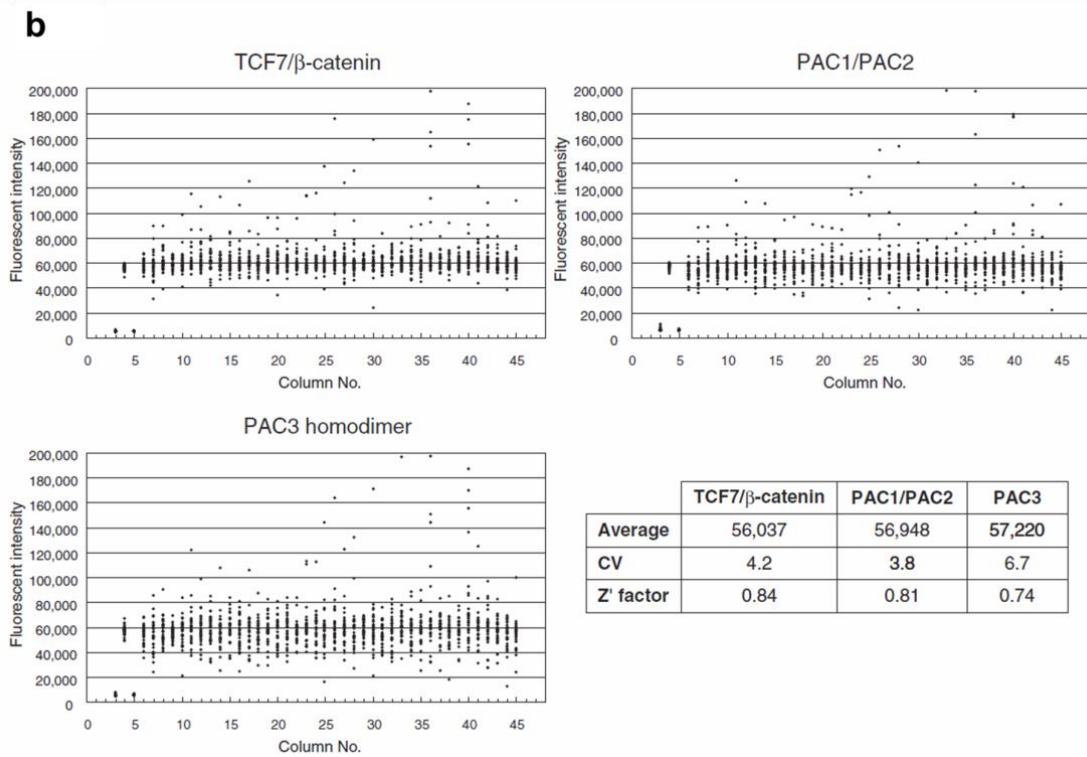 b
TCF7/β-catenin
Fluorescent intensity
200,000
180,000
160,000
140,000
120,000
100,000
80,000
60,000
40,000
20,000
0
0 5 10 15 20 25 30 35 40 45
Column No.
PAC1/PAC2
Fluorescent intensity
200,000
180,000
160,000
140,000
120,000
100,000
80,000
60,000
40,000
20,000
0
0 5 10 15 20 25 30 35 40 45
Column No.
PAC3 homodimer
Fluorescent intensity
200,000
180,000
160,000
140,000
120,000
100,000
80,000
60,000
40,000
20,000
0
0 5 10 15 20 25 30 35 40 45
Column No.
TCF7/β-catenin PAC1/PAC2 PAC3
Average 56,037 56,948 57,220
CV 4.2 3.8 6.7
Z' factor 0.84 0.81 0.74